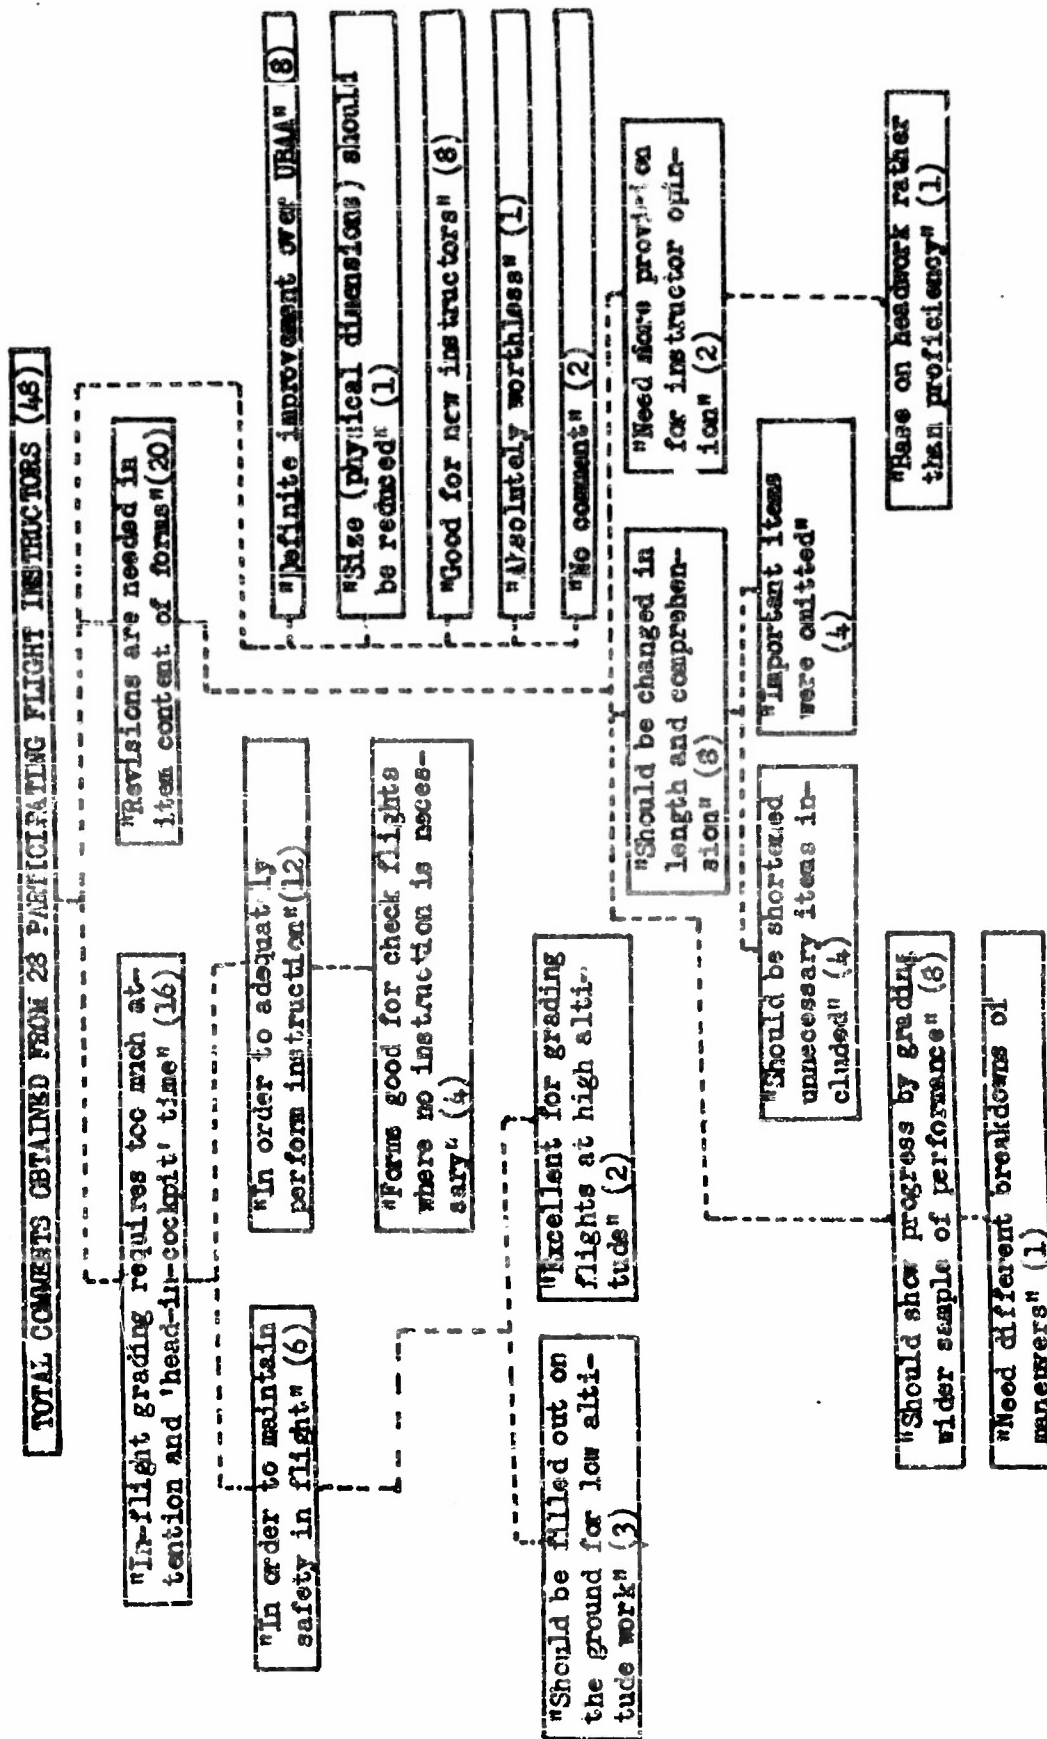 TOTAL COMMENTS OBTAINED FROM 23 PARTICIPATING FLIGHT INSTRUCTORS (48)
"In-flight grading requires too much at-
tention and 'head-in-cockpit' time" (16)
"Revisions are needed in
item content of forms"(20)
"In order to maintain
safety in flight" (6)
"In order to adequately
perform instruction"(12)
"Forms good for check flights
where no instruction is neces-
sary" (4)
"Should be filled out on
the ground for low alti-
tude work" (3)
"Excellent for grading
flights at high alti-
tude" (2)
"Definite improvement over UBAA" (8)
"Size (physical dimensions) should
be reduced" (1)
"Good for new instructors" (8)
"Absolutely worthless" (1)
"No comment" (2)
"Should be changed in
length and comprehen-
sion" (8)
"Need more provision
for instructor opin-
ion" (2)
"Should be shortened
unnecessary items in-
cluded" (4)
"Important items
were omitted"
(4)
"Base on headwork rather
than proficiency" (1)
"Should show progress by grading
wider sample of performance" (8)
"Need different breakdowns of
maneuvers" (1)